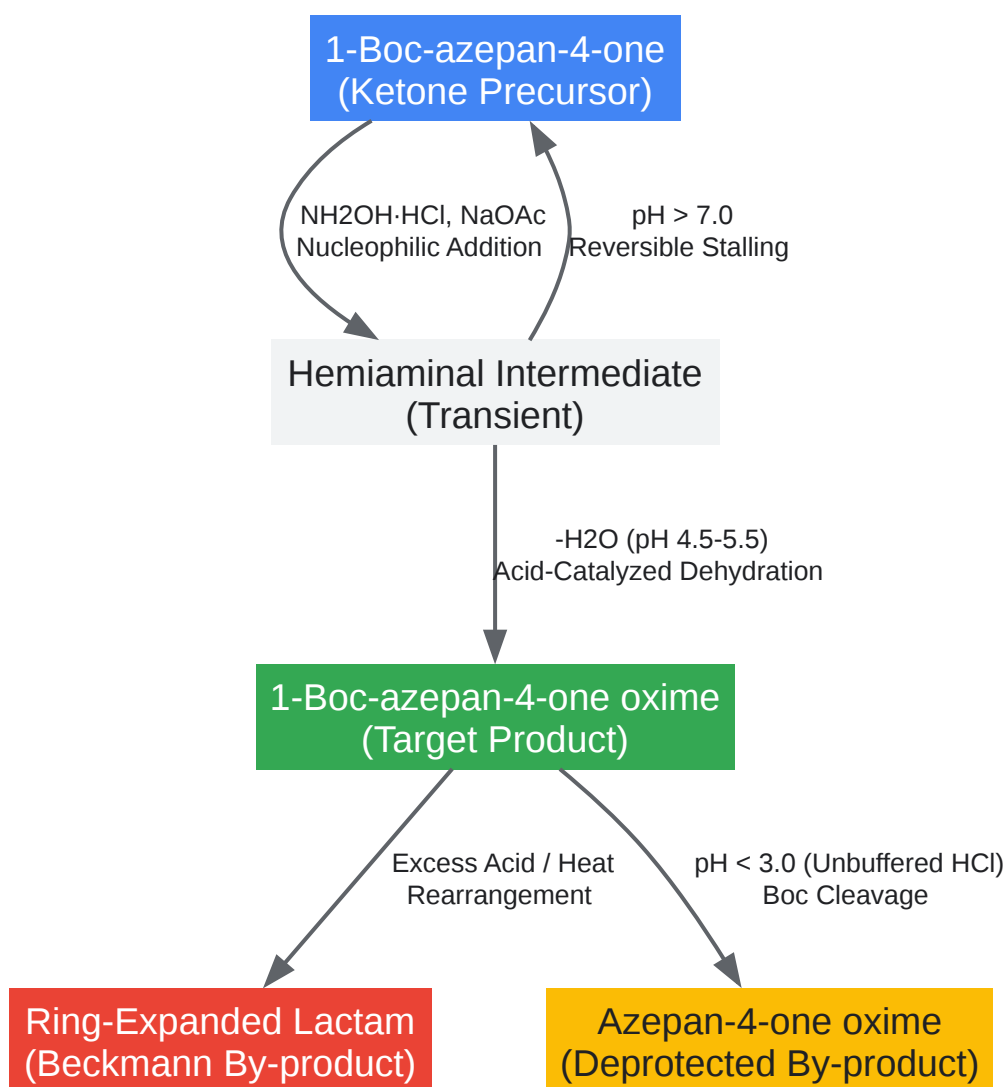 1-Boc-azepan-4-one
(Ketone Precursor)
NH2OH·HCl, NaOAc
Nucleophilic Addition
pH > 7.0
Reversible Stalling
Hemiaminal Intermediate
(Transient)
-H2O (pH 4.5-5.5)
Acid-Catalyzed Dehydration
1-Boc-azepan-4-one oxime
(Target Product)
Excess Acid / Heat
Rearrangement
pH < 3.0 (Unbuffered HCl)
Boc Cleavage
Ring-Expanded Lactam
(Beckmann By-product)
Azepan-4-one oxime
(Deprotected By-product)